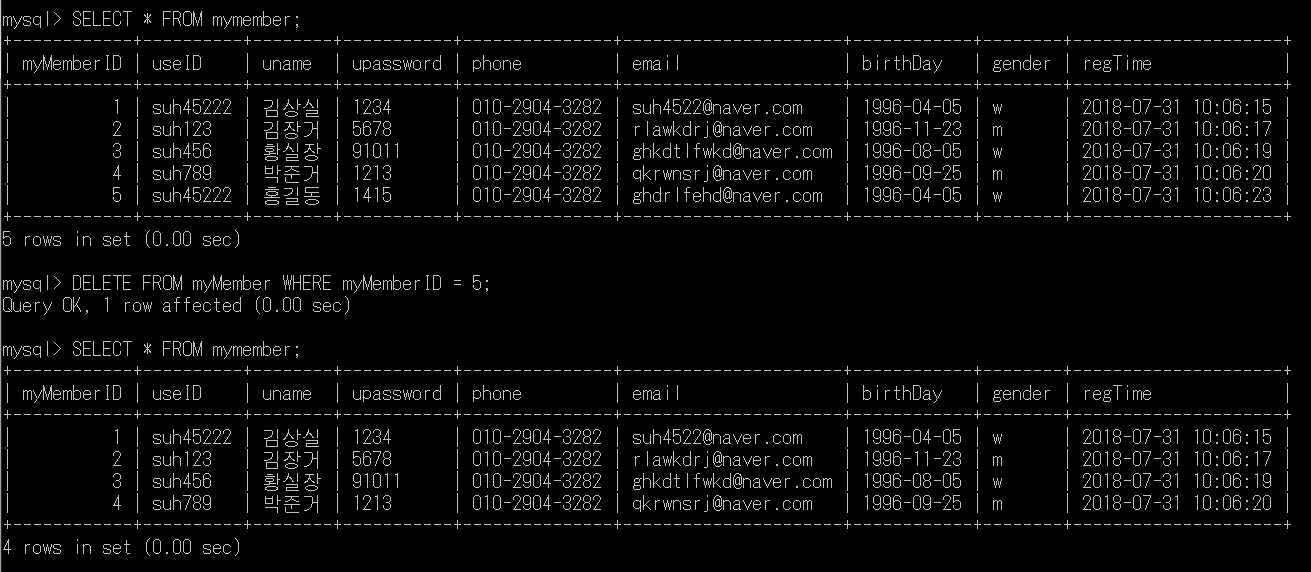 mysql> SELECT * FROM mymember;
+------------+----------+--------+-----------+---------------+----------------------+------------+--------+---------------------+
| myMemberID | useID    | uname  | upassword | phone         | email                | birthDay   | gender | regTime             |
+------------+----------+--------+-----------+---------------+----------------------+------------+--------+---------------------+
|          1 | suh45222 | 김상실 | 1234      | 010-2904-3282 | suh4522@naver.com    | 1996-04-05 | w      | 2018-07-31 10:06:15 |
|          2 | suh123   | 김장거 | 5678      | 010-2904-3282 | rlawkdrj@naver.com   | 1996-11-23 | m      | 2018-07-31 10:06:17 |
|          3 | suh456   | 황실장 | 91011     | 010-2904-3282 | ghkdtlfwkd@naver.com | 1996-08-05 | w      | 2018-07-31 10:06:19 |
|          4 | suh789   | 박준거 | 1213      | 010-2904-3282 | qkrwnsrj@naver.com   | 1996-09-25 | m      | 2018-07-31 10:06:20 |
|          5 | suh45222 | 홍길동 | 1415      | 010-2904-3282 | ghdrlfehd@naver.com  | 1996-04-05 | w      | 2018-07-31 10:06:23 |
+------------+----------+--------+-----------+---------------+----------------------+------------+--------+---------------------+
5 rows in set (0.00 sec)
mysql> DELETE FROM myMember WHERE myMemberID = 5;
Query OK, 1 row affected (0.00 sec)
mysql> SELECT * FROM mymember;
+------------+----------+--------+-----------+---------------+----------------------+------------+--------+---------------------+
| myMemberID | useID    | uname  | upassword | phone         | email                | birthDay   | gender | regTime             |
+------------+----------+--------+-----------+---------------+----------------------+------------+--------+---------------------+
|          1 | suh45222 | 김상실 | 1234      | 010-2904-3282 | suh4522@naver.com    | 1996-04-05 | w      | 2018-07-31 10:06:15 |
|          2 | suh123   | 김장거 | 5678      | 010-2904-3282 | rlawkdrj@naver.com   | 1996-11-23 | m      | 2018-07-31 10:06:17 |
|          3 | suh456   | 황실장 | 91011     | 010-2904-3282 | ghkdtlfwkd@naver.com | 1996-08-05 | w      | 2018-07-31 10:06:19 |
|          4 | suh789   | 박준거 | 1213      | 010-2904-3282 | qkrwnsrj@naver.com   | 1996-09-25 | m      | 2018-07-31 10:06:20 |
+------------+----------+--------+-----------+---------------+----------------------+------------+--------+---------------------+
4 rows in set (0.00 sec)